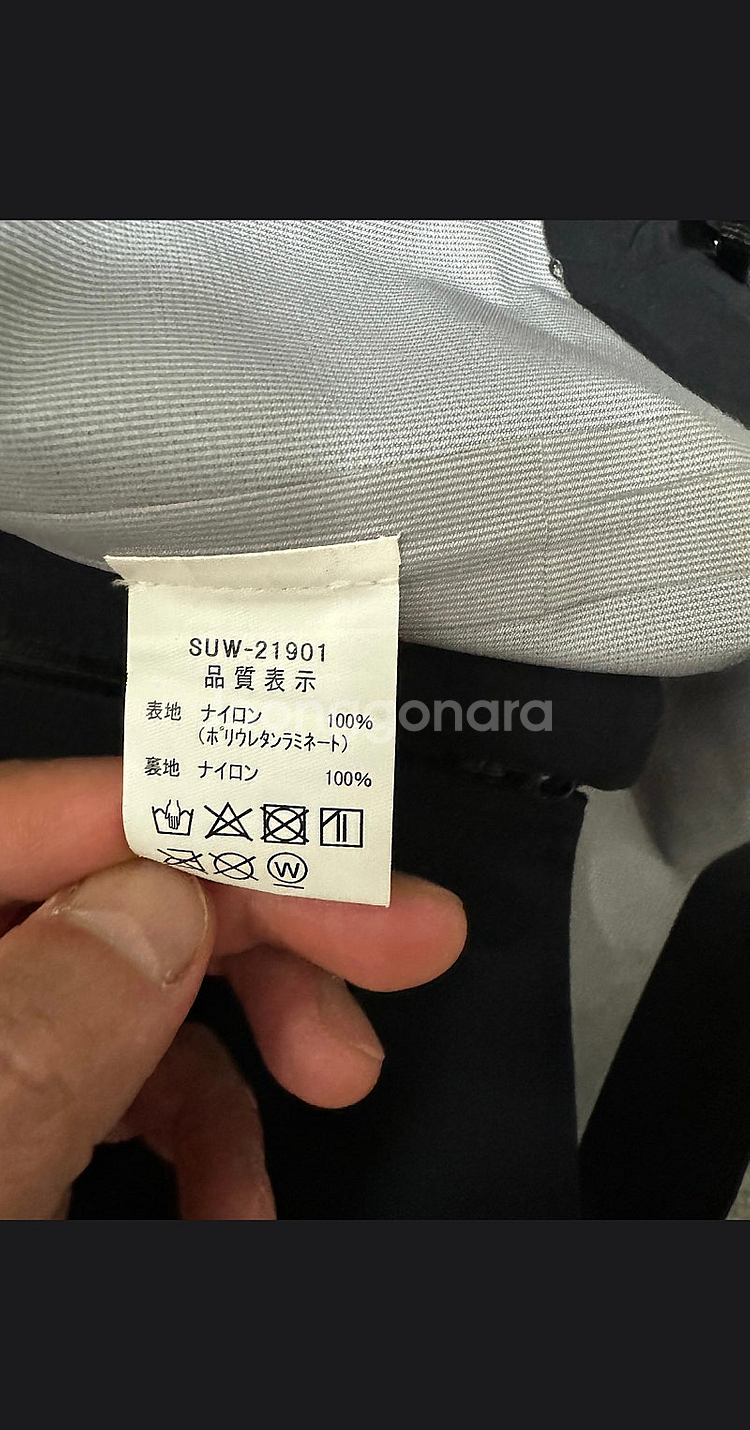 SUW-21901
品質表示
表地 ナイロン 100%
(ポリウレタンラミネート)
裏地 ナイロン 100%
W
onggonara